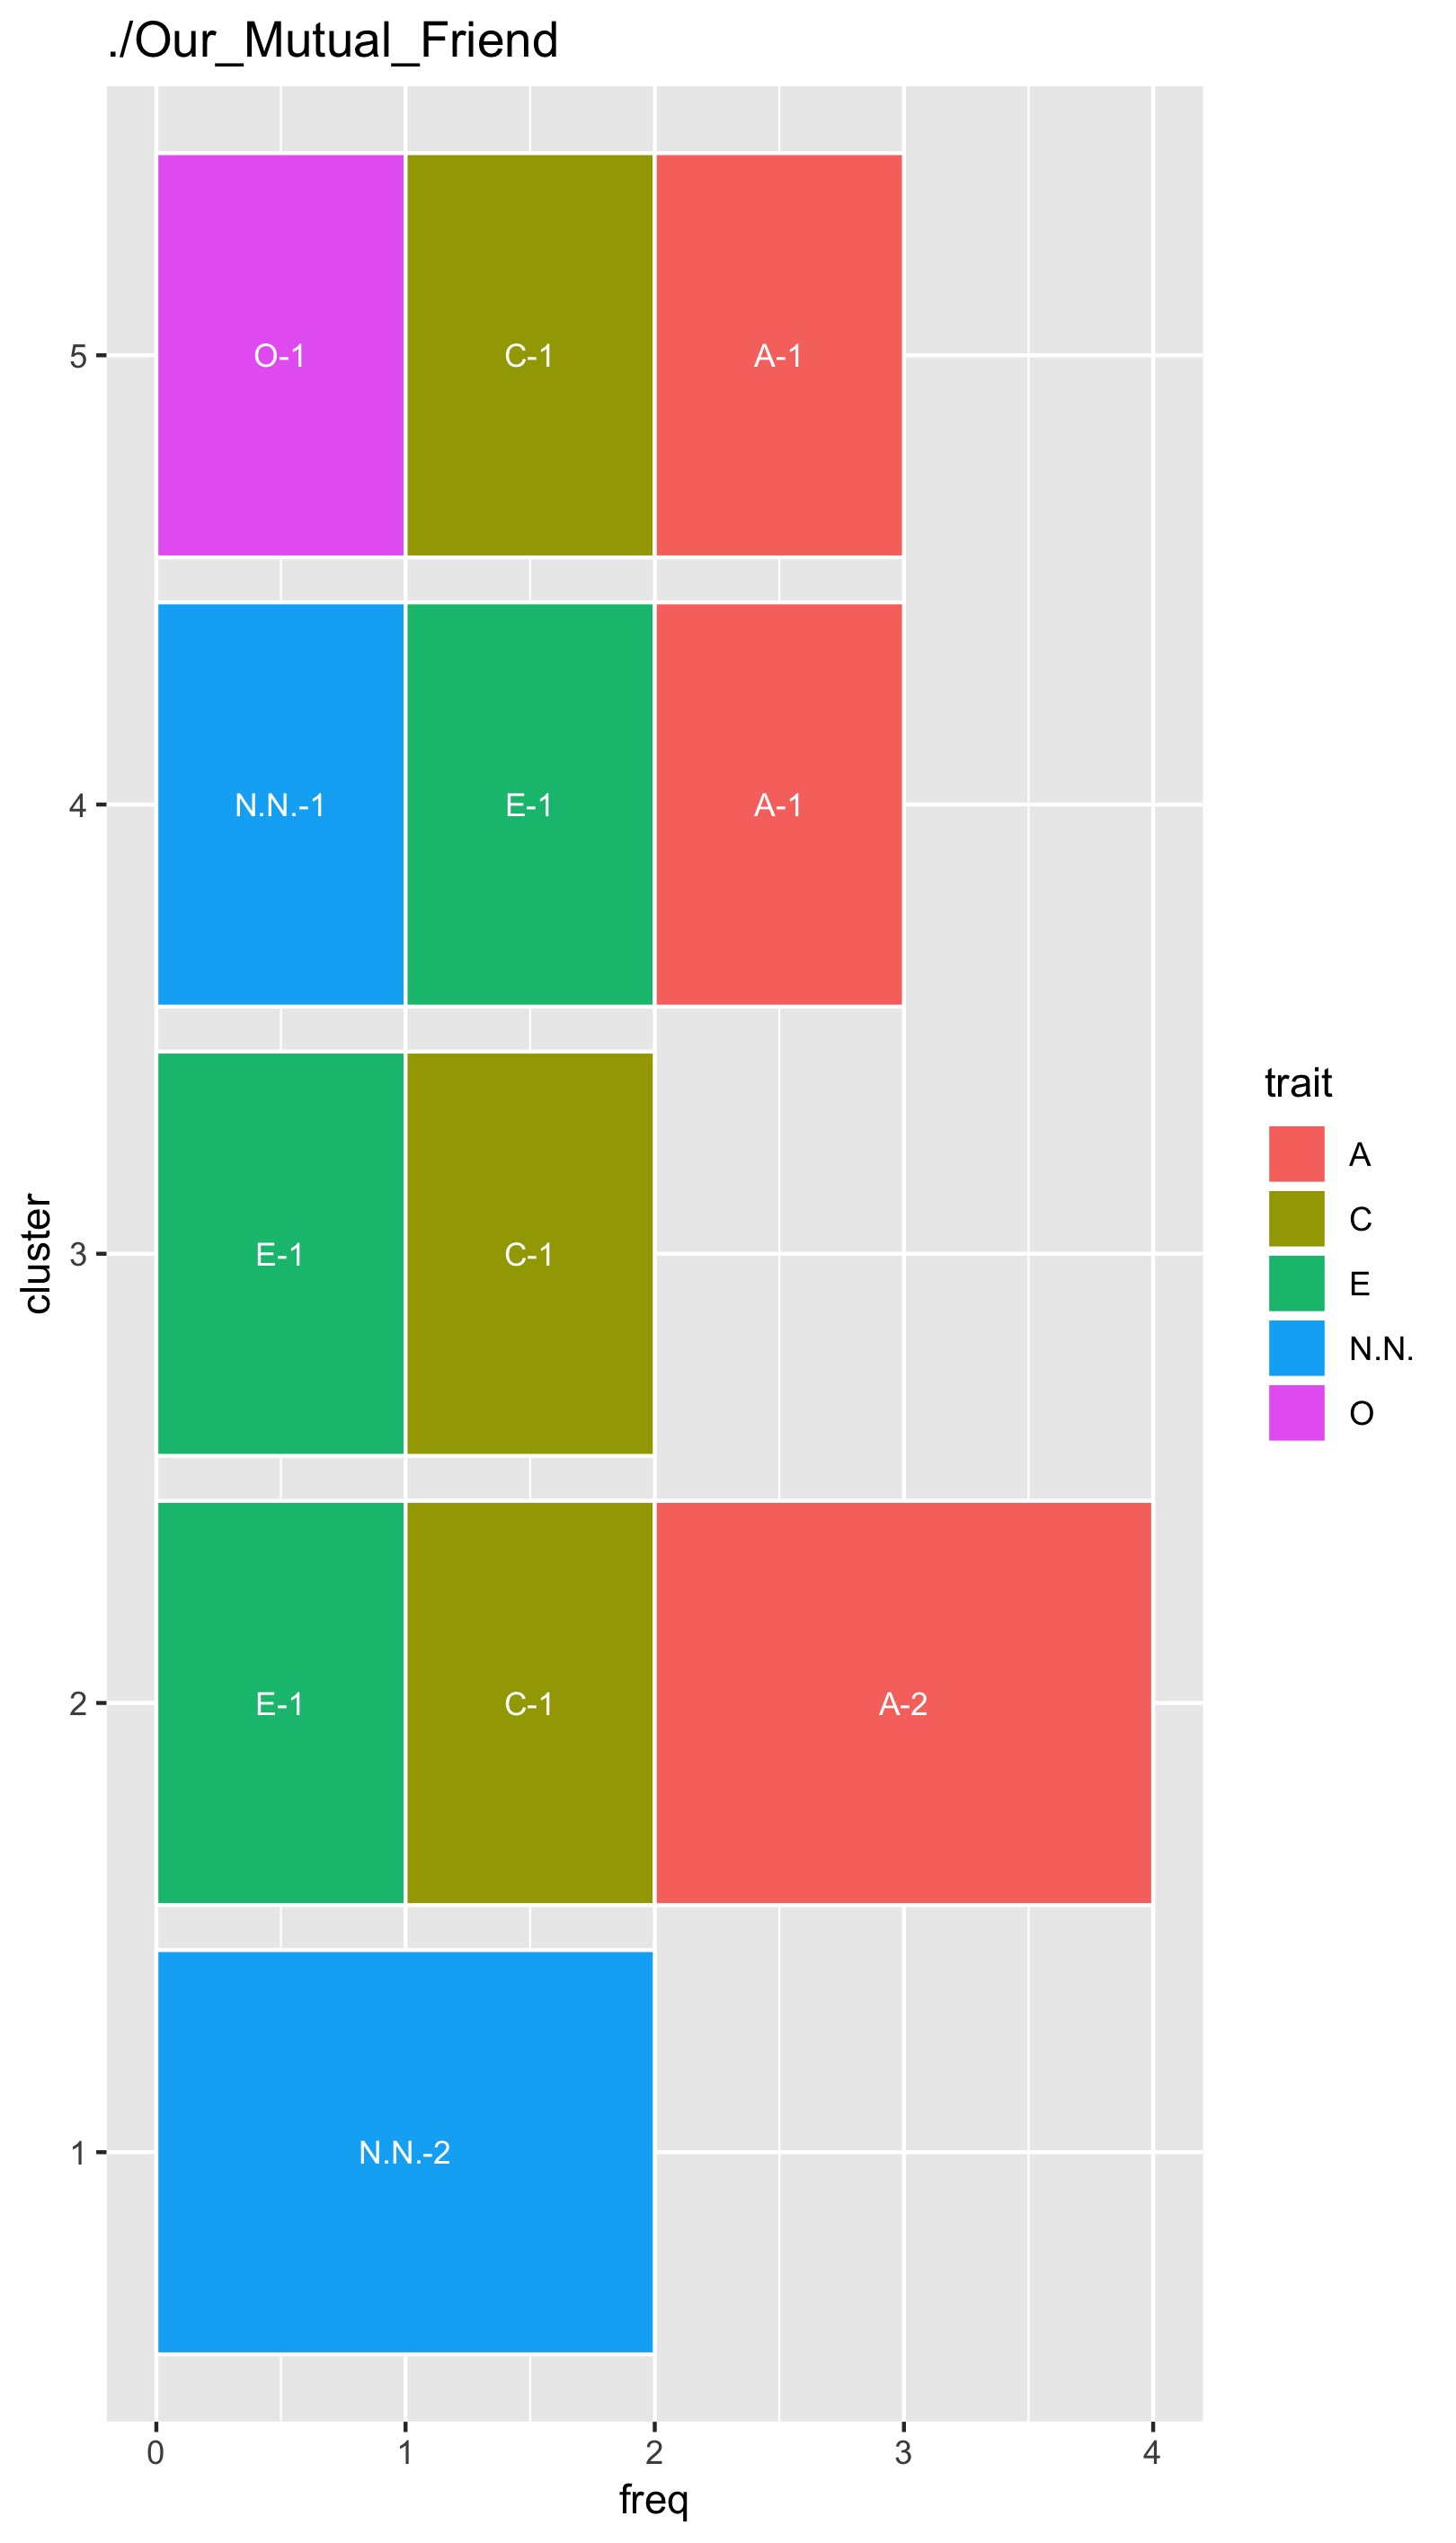 ./Our_Mutual_Friend
5
O-1 C-1 A-1
4
N.N.-1 E-1 A-1
3
E-1 C-1
2
E-1 C-1 A-2
1
N.N.-2
cluster
0 1 2 3 4
freq
trait
A
C
E
N.N.
O